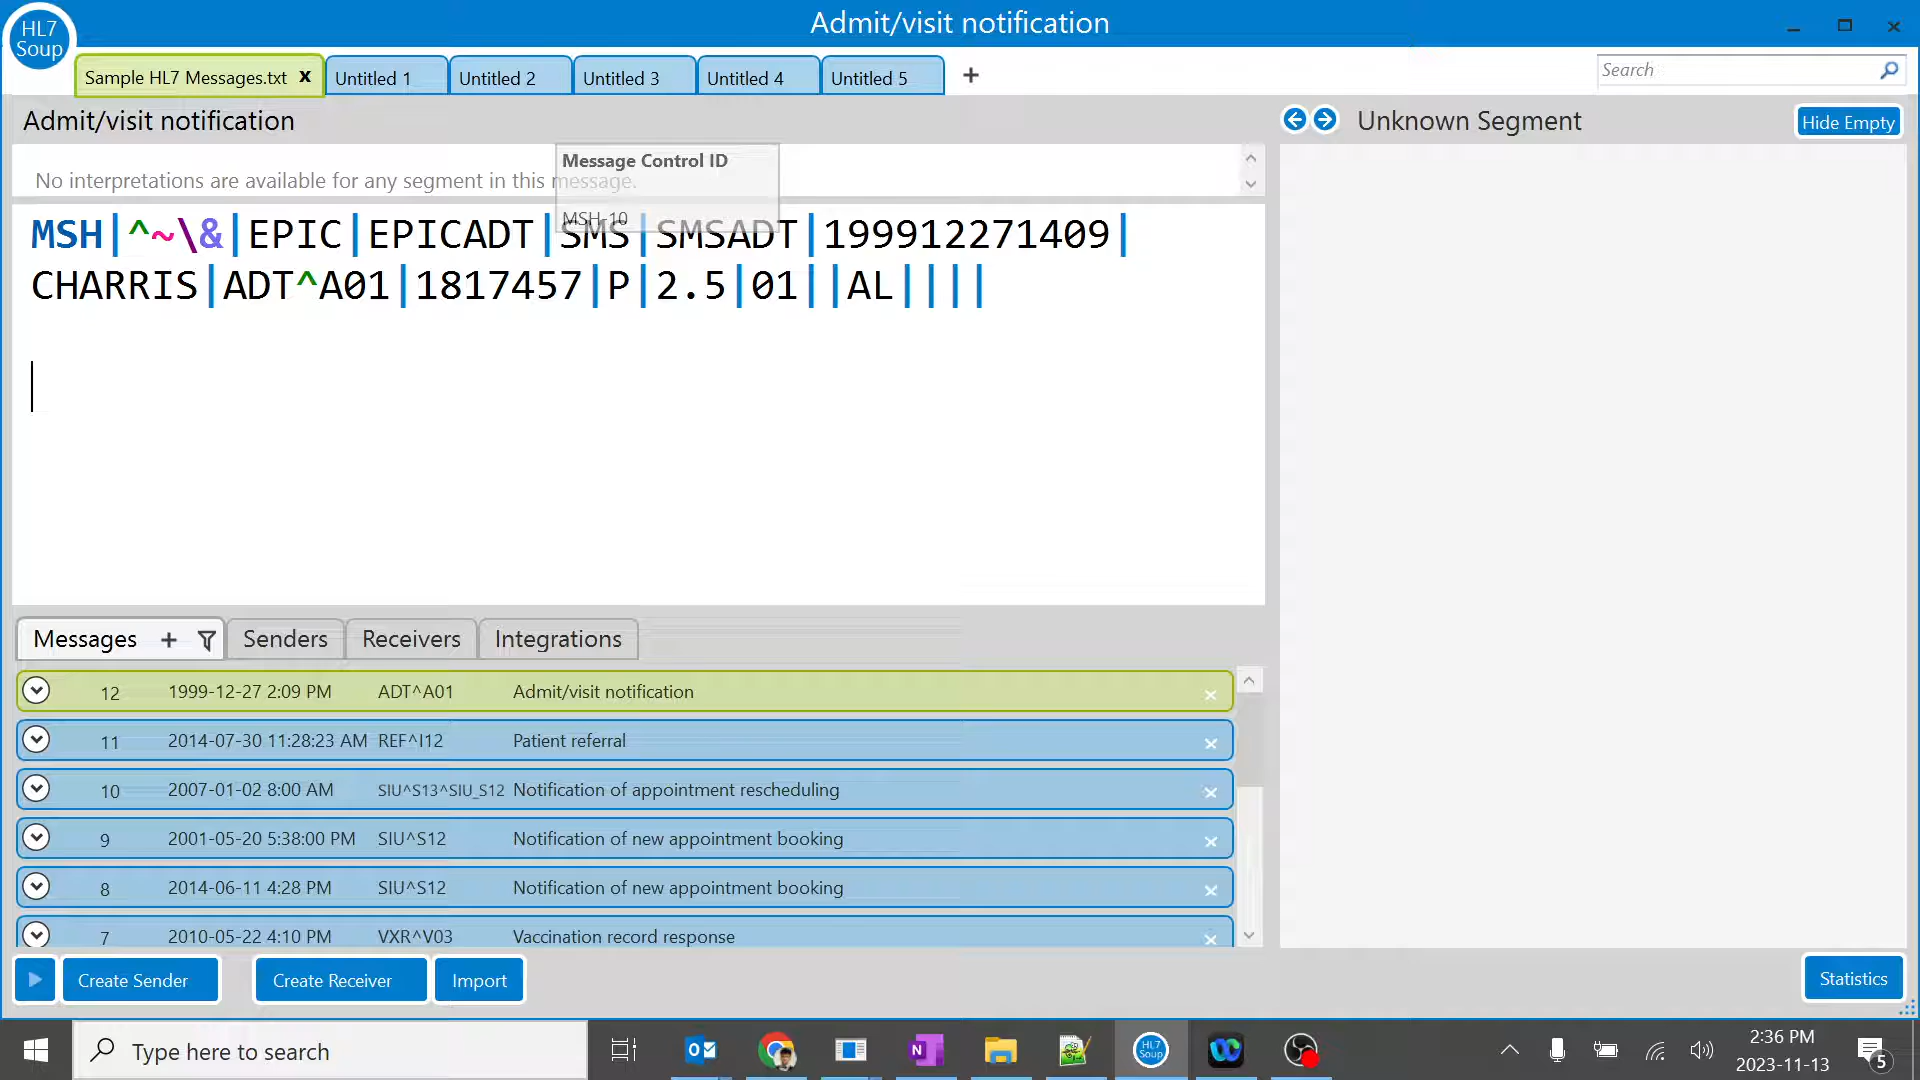 HL7
Soup
Admit/visit notification
Sample HL7 Messages.txt x
Untitled 1
Untitled 2
Untitled 3
Untitled 4
Untitled 5
+
Search
Admit/visit notification
Unknown Segment
Hide Empty
No interpretations are available for any segment in this message.
Message Control ID
MSH-10
MSH|^~\&|EPIC|EPICADT|SMS|SMSADT|199912271409|
CHARRIS|ADT^A01|1817457|P|2.5|01||AL||||
Messages +
Senders
Receivers
Integrations
12 1999-12-27 2:09 PM ADT^A01 Admit/visit notification
11 2014-07-30 11:28:23 AM REF^I12 Patient referral
10 2007-01-02 8:00 AM SIU^S13^SIU_S12 Notification of appointment rescheduling
9 2001-05-20 5:38:00 PM SIU^S12 Notification of new appointment booking
8 2014-06-11 4:28 PM SIU^S12 Notification of new appointment booking
7 2010-05-22 4:10 PM VXR^V03 Vaccination record response
Create Sender
Create Receiver
Import
Statistics
Type here to search
HL7
Soup
2:36 PM
2023-11-13
5